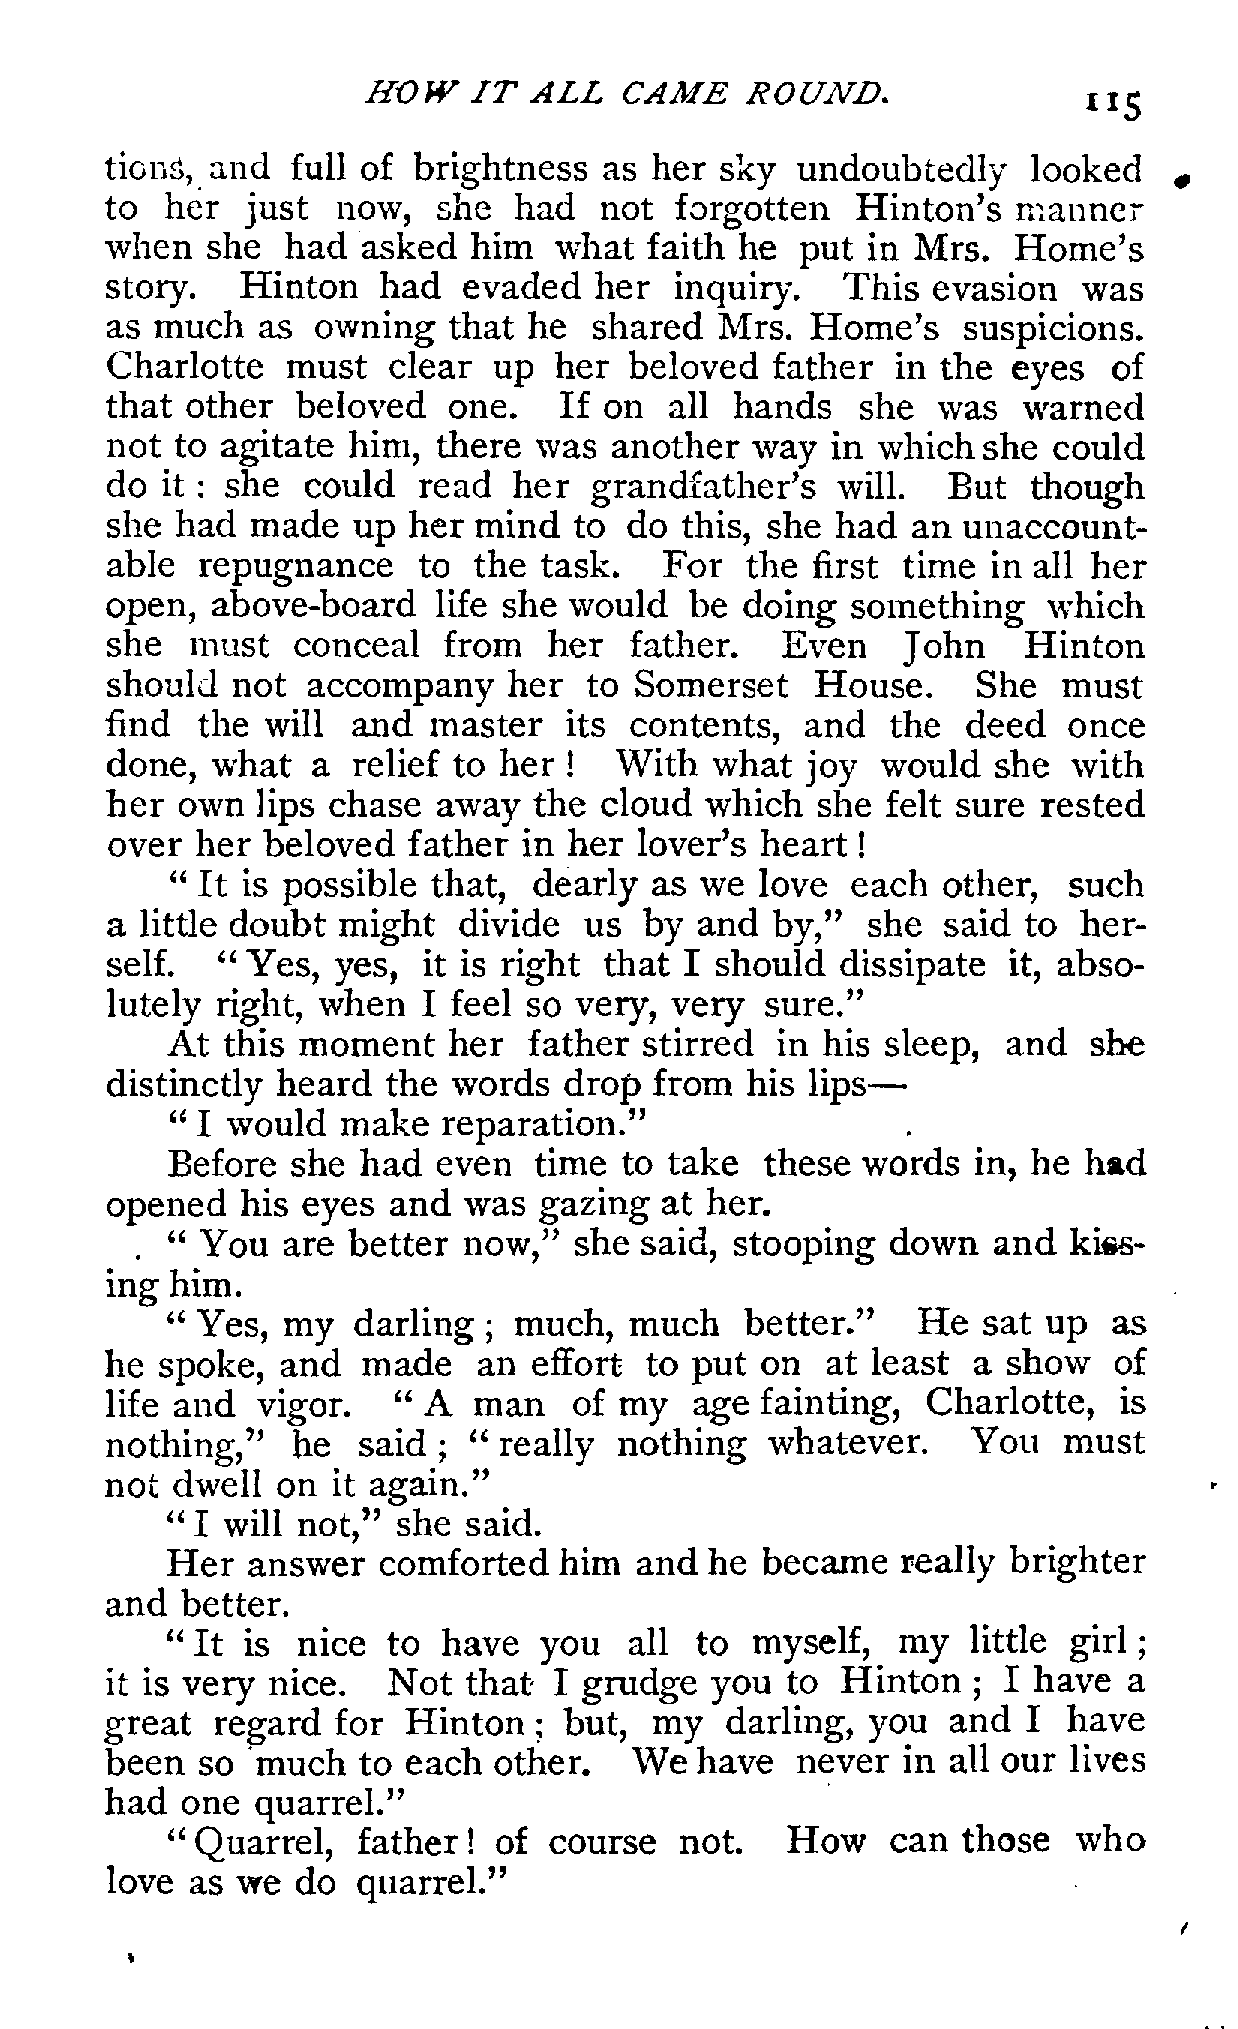 HOW IT ALL CAME ROUND. 115
tions, and full of brightness as her sky undoubtedly looked
to her just now, she had not forgotten Hinton's manner
when she had asked him what faith he put in Mrs. Home's
story. Hinton had evaded her inquiry. This evasion was
as much as owning that he shared Mrs. Home's suspicions.
Charlotte must clear up her beloved father in the eyes of
that other beloved one. If on all hands she was warned
not to agitate him, there was another way in which she could
do it : she could read her grandfather's will. But though
she had made up her mind to do this, she had an unaccount-
able repugnance to the task. For the first time in all her
open, above-board life she would be doing something which
she must conceal from her father. Even John Hinton
should not accompany her to Somerset House. She must
find the will and master its contents, and the deed once
done, what a relief to her ! With what joy would she with
her own lips chase away the cloud which she felt sure rested
over her beloved father in her lover's heart !
“ It is possible that, dearly as we love each other, such
a little doubt might divide us by and by,” she said to her-
self. “ Yes, yes, it is right that I should dissipate it, abso-
lutely right, when I feel so very, very sure.”
At this moment her father stirred in his sleep, and she
distinctly heard the words drop from his lips—
“ I would make reparation.”
Before she had even time to take these words in, he had
opened his eyes and was gazing at her.
“ You are better now,” she said, stooping down and kiss-
ing him.
“ Yes, my darling ; much, much better.” He sat up as
he spoke, and made an effort to put on at least a show of
life and vigor. “ A man of my age fainting, Charlotte, is
nothing,” he said ; “ really nothing whatever. You must
not dwell on it again.”
“ I will not,” she said.
Her answer comforted him and he became really brighter
and better.
“ It is nice to have you all to myself, my little girl ;
it is very nice. Not that I grudge you to Hinton ; I have a
great regard for Hinton ; but, my darling, you and I have
been so much to each other. We have never in all our lives
had one quarrel.”
“ Quarrel, father ! of course not. How can those who
love as we do quarrel.”